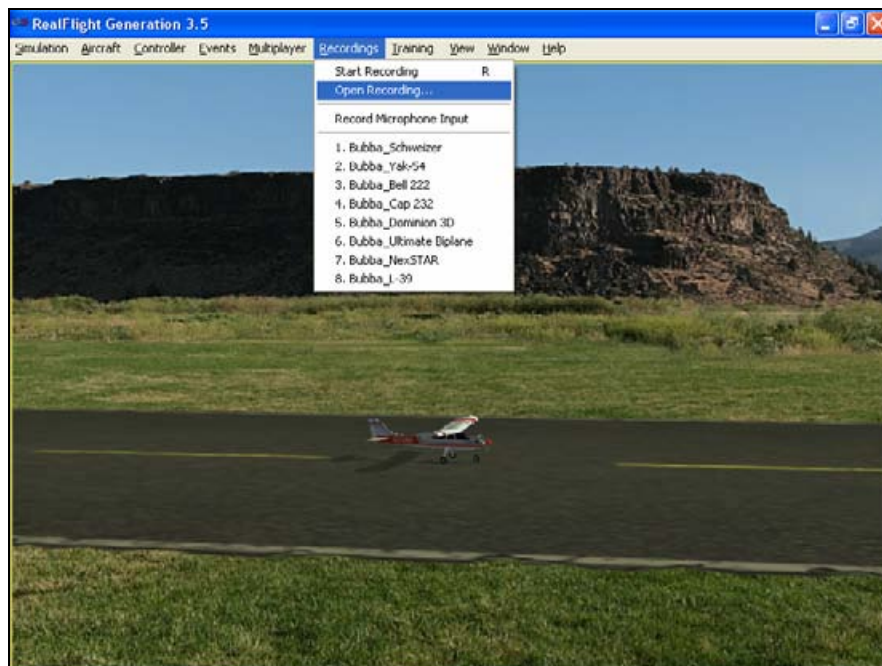 RealFlight Generation 3.5
Simulation Aircraft Controller Events Multiplayer Recordings Training View Window Help
Start Recording R
Open Recording...
Record Microphone Input
1. Bubba_Schweizer
2. Bubba_Yak-54
3. Bubba_Bell 222
4. Bubba_Cap 232
5. Bubba_Dominion 3D
6. Bubba_Ultimate Biplane
7. Bubba_NexSTAR
8. Bubba_L-39